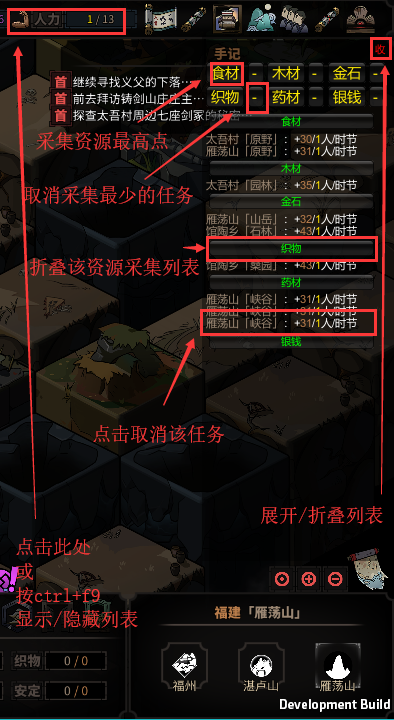 人力 1 / 13
手记
收
食材 - 木材 - 金石 -
织物 - 药材 - 银钱 -
首 继续寻找义父的下落…
首 前去拜访铸剑山庄庄主…
首 探查太吾村周边七座剑冢的
采集资源最高点
取消采集最少的任务
折叠该资源采集列表
点击取消该任务
展开/折叠列表
食材
太吾村「原野」: +30/1人/时节
雁荡山「原野」: +31/1人/时节
木材
太吾村「园林」: +35/1人/时节
金石
雁荡山「山岳」: +32/1人/时节
馆陶乡「石林」: +43/1人/时节
织物
馆陶乡「桑园」: +43/1人/时节
药材
雁荡山「峡谷」: +31/1人/时节
雁荡山「峡谷」: +31/1人/时节
雁荡山「峡谷」: +31/1人/时节
银钱
点击此处
或
按ctrl+f9
显示/隐藏列表
福建「雁荡山」
织物 0 / 0
安定 0 / 0
福州
湛卢山
雁荡山
Development Build